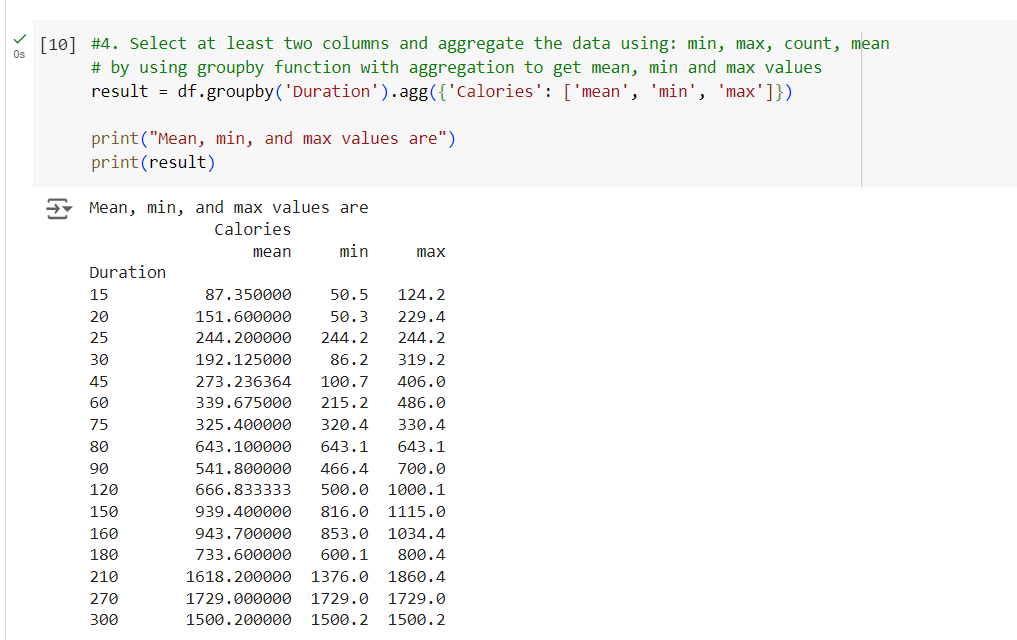 [10] #4. Select at least two columns and aggregate the data using: min, max, count, mean
0s
# by using groupby function with aggregation to get mean, min and max values
result = df.groupby('Duration').agg({'Calories': ['mean', 'min', 'max']})
print("Mean, min, and max values are")
print(result)
Mean, min, and max values are
Calories
mean min max
Duration
15 87.350000 50.5 124.2
20 151.600000 50.3 229.4
25 244.200000 244.2 244.2
30 192.125000 86.2 319.2
45 273.236364 100.7 406.0
60 339.675000 215.2 486.0
75 325.400000 320.4 330.4
80 643.100000 643.1 643.1
90 541.800000 466.4 700.0
120 666.833333 500.0 1000.1
150 939.400000 816.0 1115.0
160 943.700000 853.0 1034.4
180 733.600000 600.1 800.4
210 1618.200000 1376.0 1860.4
270 1729.000000 1729.0 1729.0
300 1500.200000 1500.2 1500.2